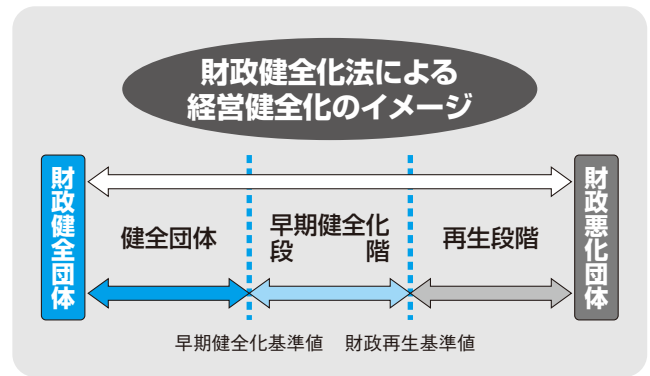 財政健全化法による
経営健全化のイメージ
財政健全団体
健全団体
早期健全化
段階
再生段階
財政悪化団体
早期健全化基準値
財政再生基準値